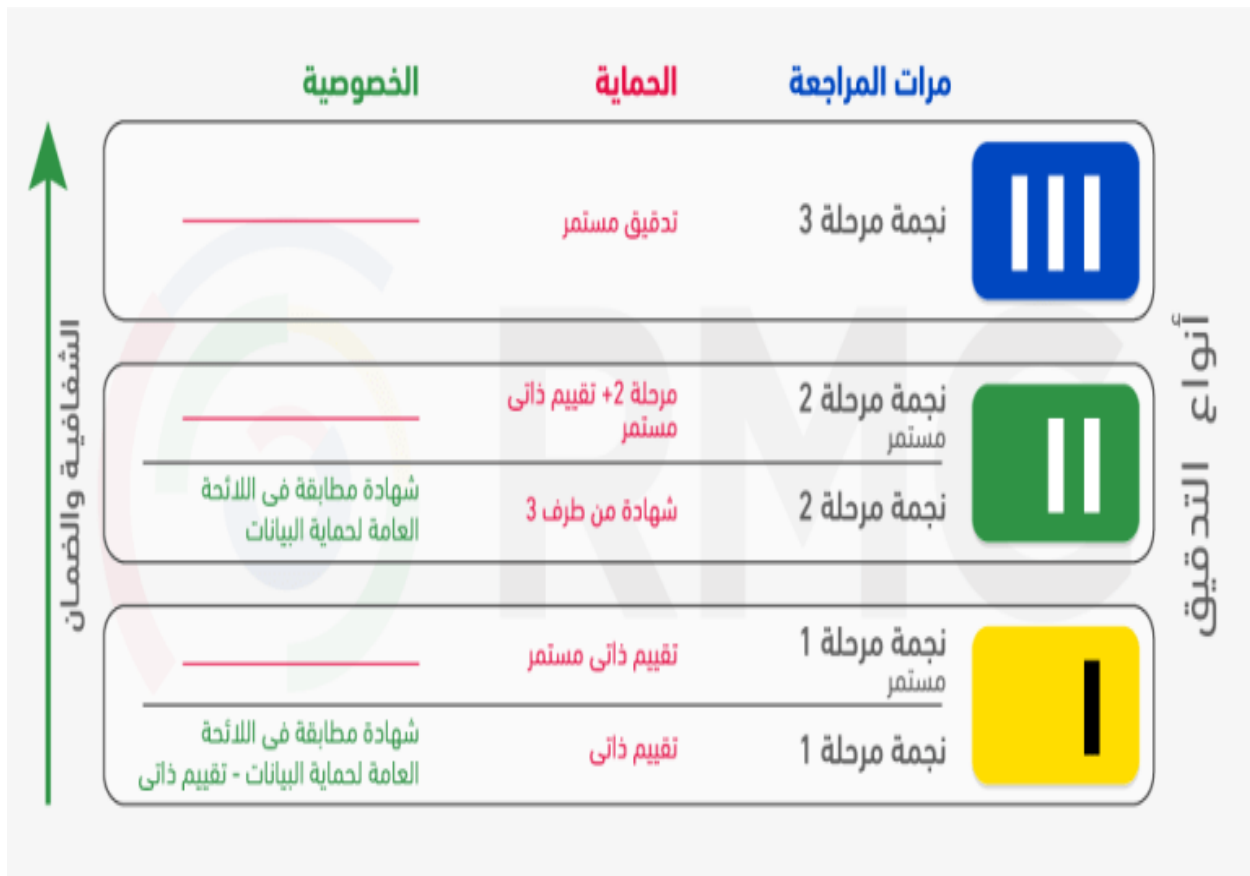 مرات المراجعة
الحماية
الخصوصية
أنواع التدقيق
نجمة مرحلة 3
تدقيق مستمر
نجمة مرحلة 2
مستمر
مرحلة 2+ تقييم ذاتى
مستمر
نجمة مرحلة 2
شهادة من طرف 3
شهادة مطابقة فى اللائحة
العامة لحماية البيانات
نجمة مرحلة 1
مستمر
تقييم ذاتى مستمر
نجمة مرحلة 1
تقييم ذاتى
شهادة مطابقة فى اللائحة
العامة لحماية البيانات - تقييم ذاتى
الشفافية والضمان
RMG